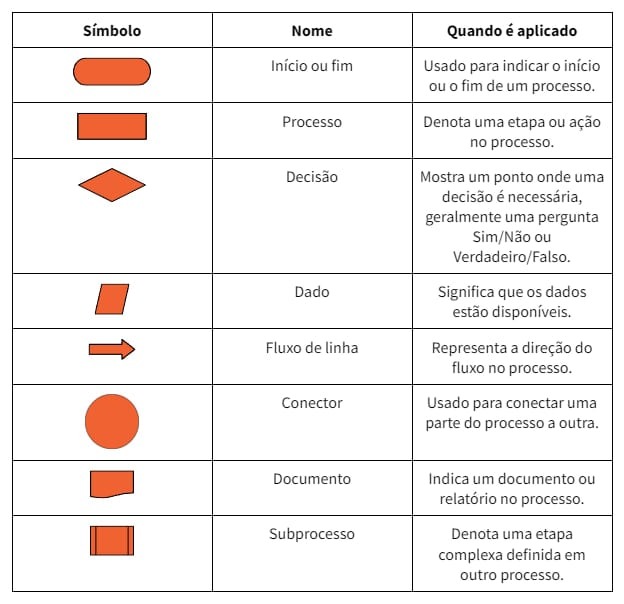 Símbolo Nome Quando é aplicado
Início ou fim Usado para indicar o início
ou o fim de um processo.
Processo Denota uma etapa ou ação
no processo.
Decisão Mostra um ponto onde uma
decisão é necessária,
geralmente uma pergunta
Sim/Não ou
Verdadeiro/Falso.
Dado Significa que os dados
estão disponíveis.
Fluxo de linha Representa a direção do
fluxo no processo.
Conector Usado para conectar uma
parte do processo a outra.
Documento Indica um documento ou
relatório no processo.
Subprocesso Denota uma etapa
complexa definida em
outro processo.